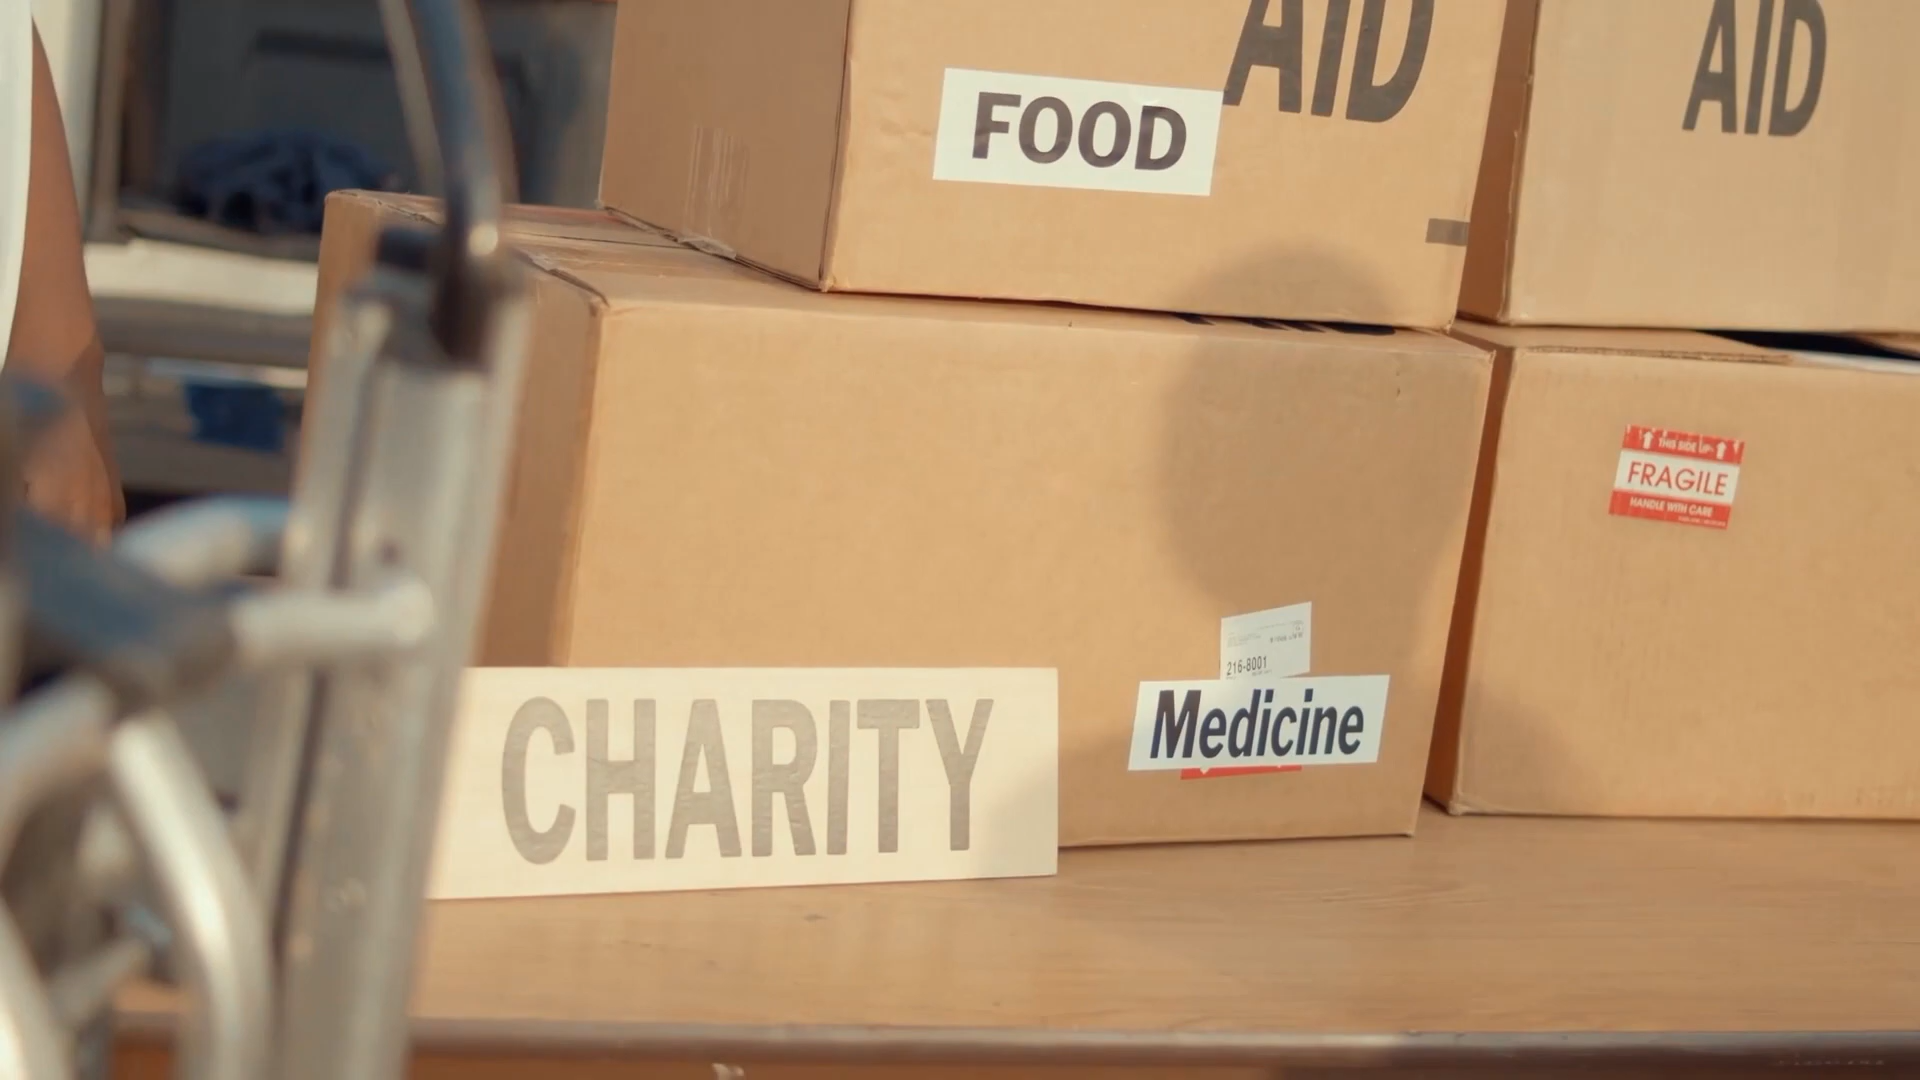 AID
AID
FOOD
THIS SIDE UP
FRAGILE
HANDLE WITH CARE
216-8001
Medicine
CHARITY